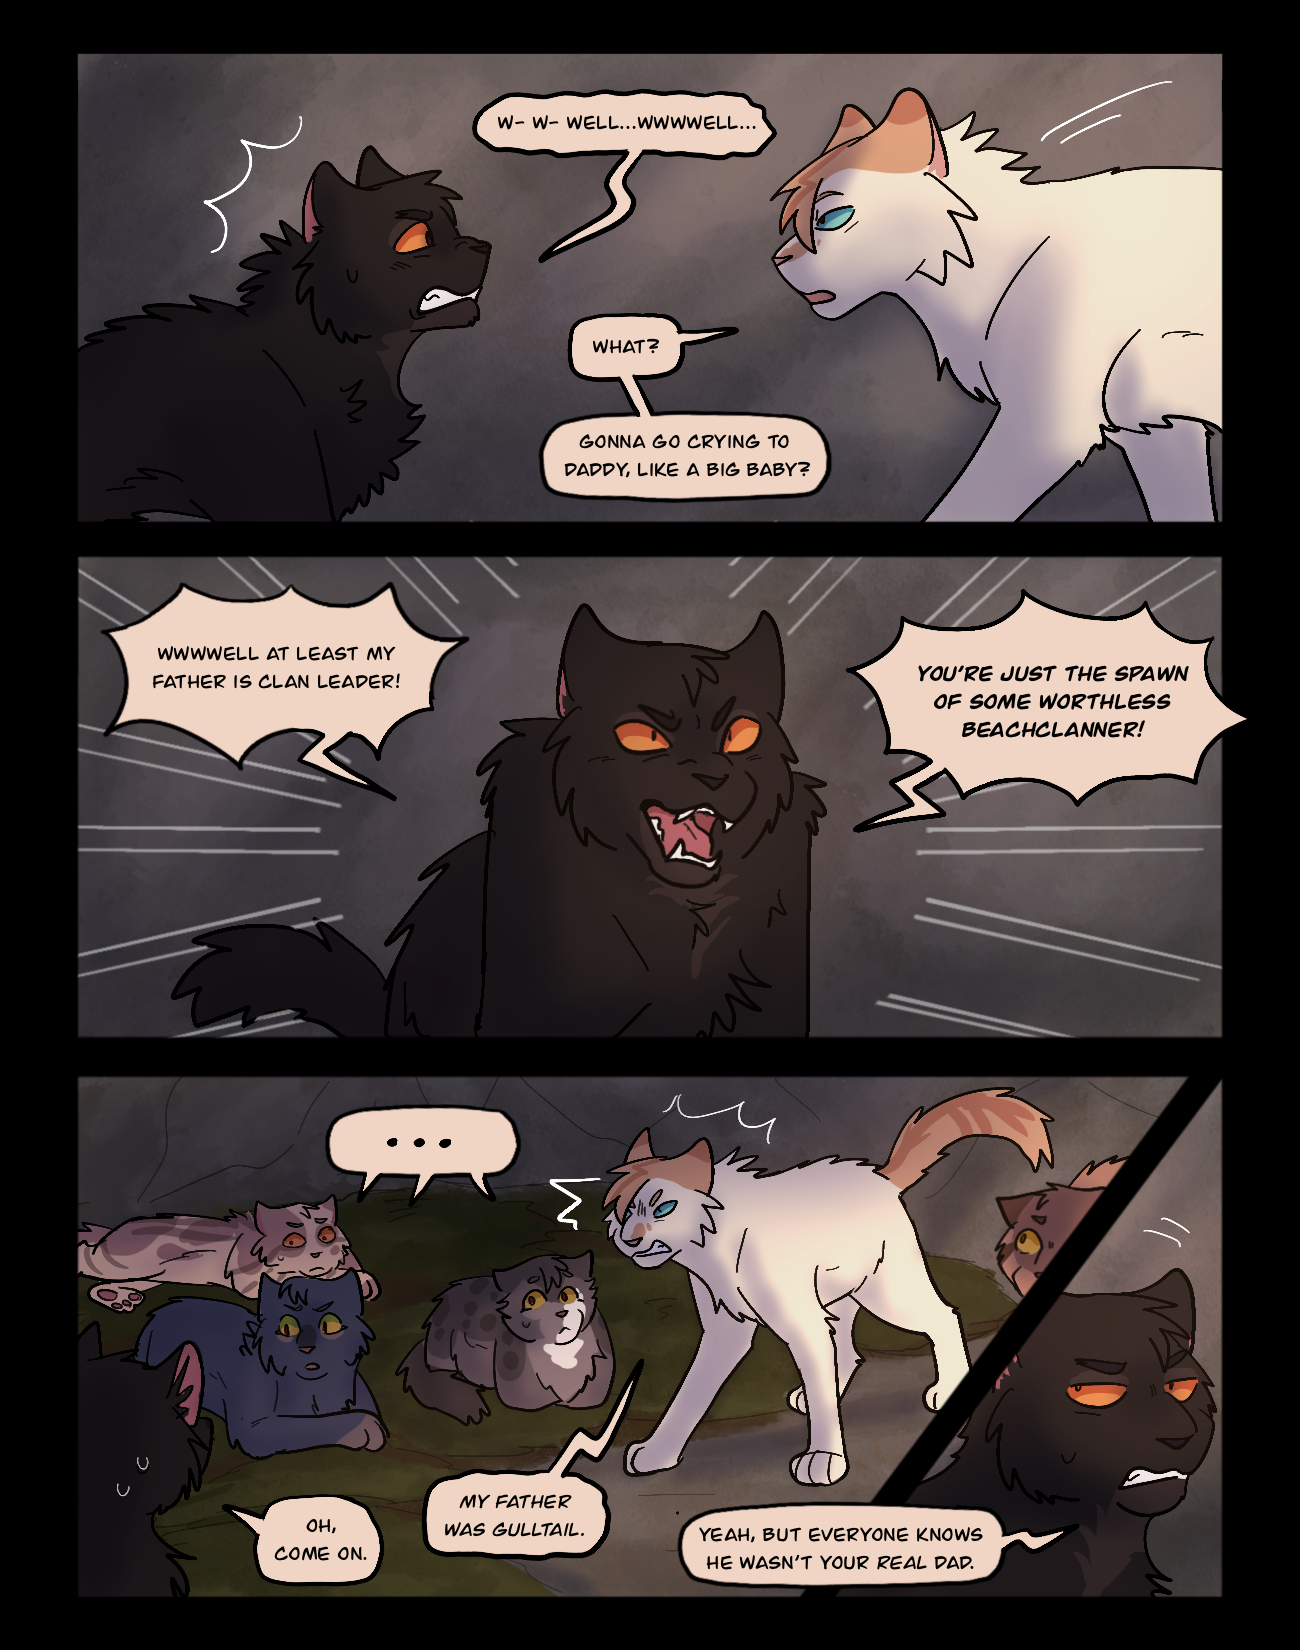 W- W- WELL...WWWWELL...
WHAT?
GONNA GO CRYING TO
DADDY, LIKE A BIG BABY?
WWWWELL AT LEAST MY
FATHER IS CLAN LEADER!
YOU'RE JUST THE SPAWN
OF SOME WORTHLESS
BEACHCLANNER!
...
MY FATHER
WAS GULLTAIL.
OH,
COME ON.
YEAH, BUT EVERYONE KNOWS
HE WASN'T YOUR REAL DAD.